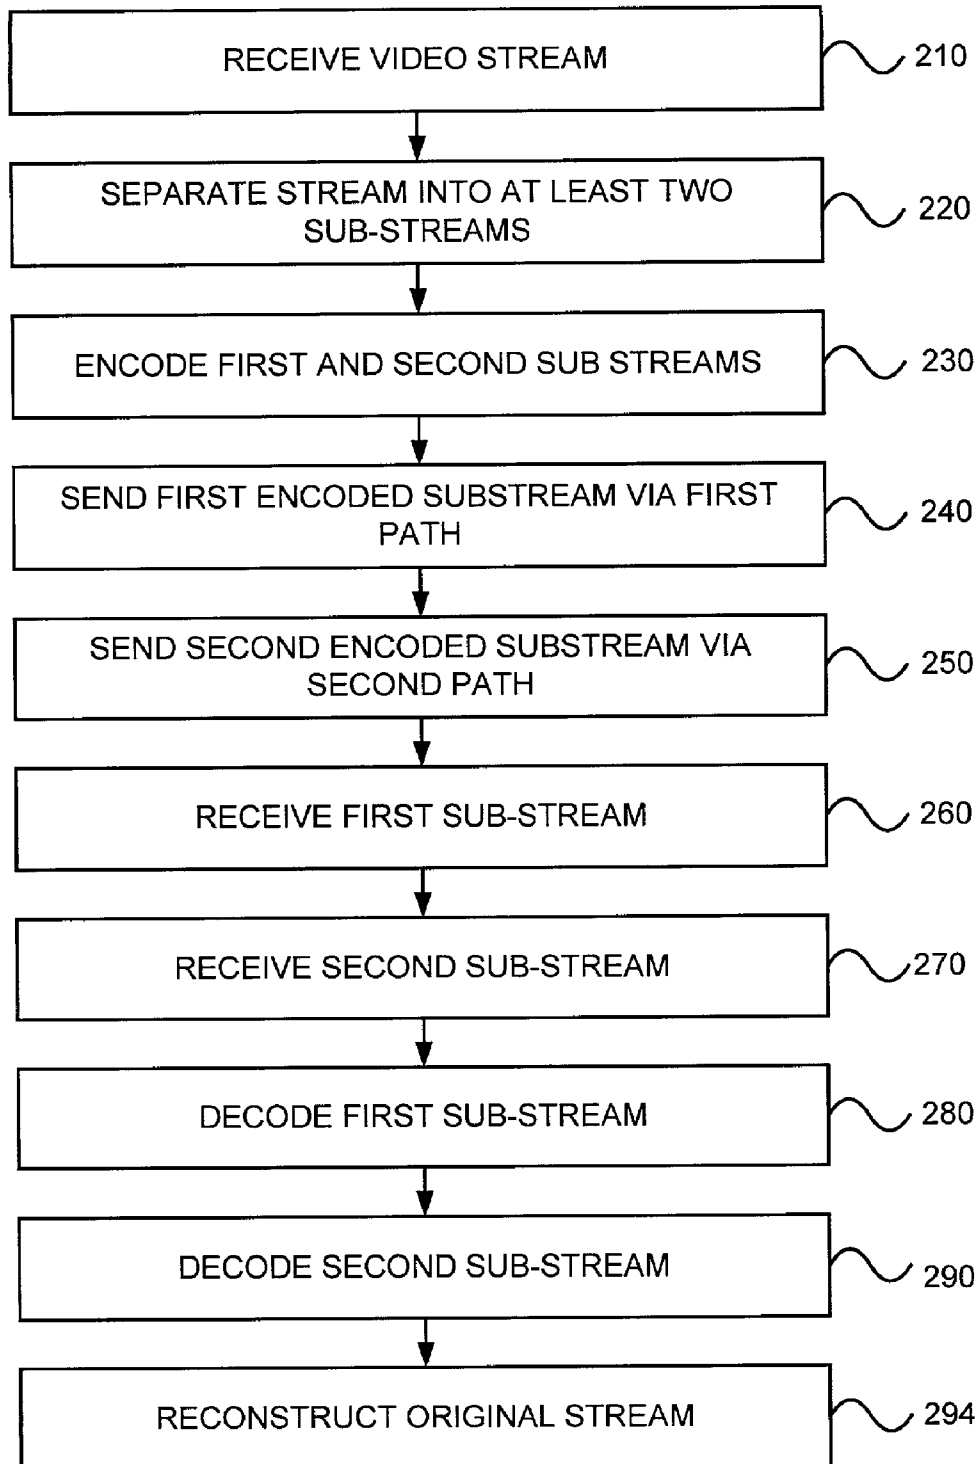 RECEIVE VIDEO STREAM
210
SEPARATE STREAM INTO AT LEAST TWO
SUB-STREAMS
220
ENCODE FIRST AND SECOND SUB STREAMS
230
SEND FIRST ENCODED SUBSTREAM VIA FIRST
PATH
240
SEND SECOND ENCODED SUBSTREAM VIA
SECOND PATH
250
RECEIVE FIRST SUB-STREAM
260
RECEIVE SECOND SUB-STREAM
270
DECODE FIRST SUB-STREAM
280
DECODE SECOND SUB-STREAM
290
RECONSTRUCT ORIGINAL STREAM
294